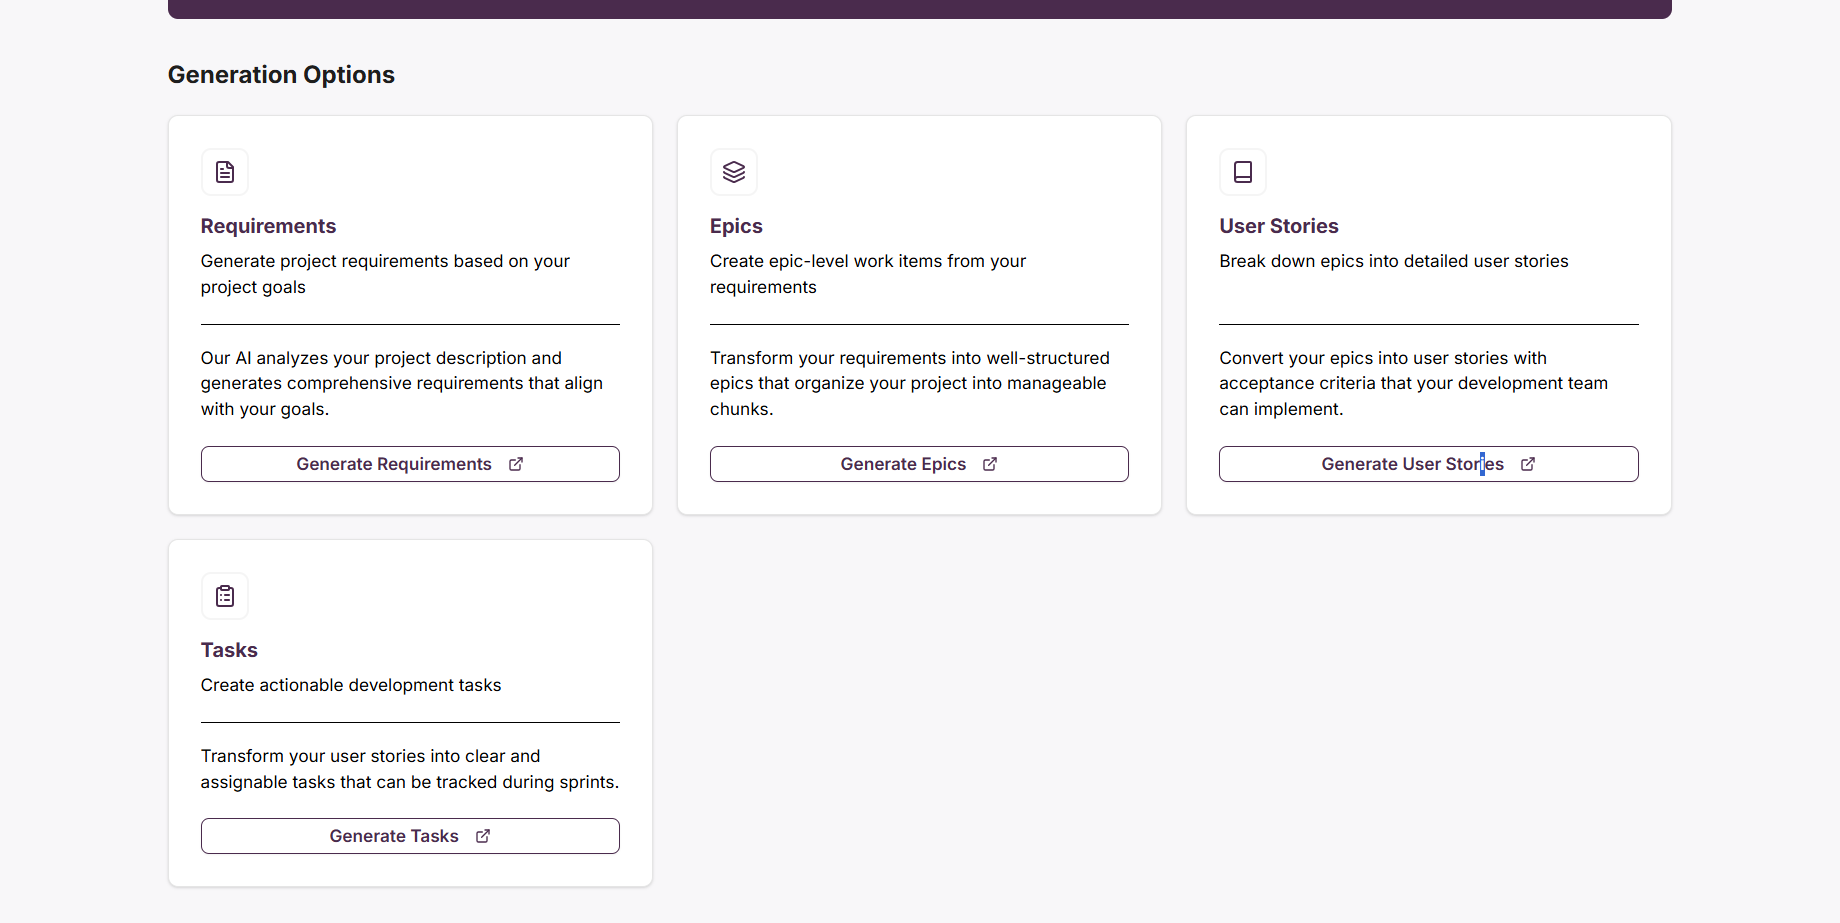 Generation Options
Requirements
Generate project requirements based on your
project goals
Our AI analyzes your project description and
generates comprehensive requirements that align
with your goals.
Generate Requirements
Epics
Create epic-level work items from your
requirements
Transform your requirements into well-structured
epics that organize your project into manageable
chunks.
Generate Epics
User Stories
Break down epics into detailed user stories
Convert your epics into user stories with
acceptance criteria that your development team
can implement.
Generate User Stories
Tasks
Create actionable development tasks
Transform your user stories into clear and
assignable tasks that can be tracked during sprints.
Generate Tasks